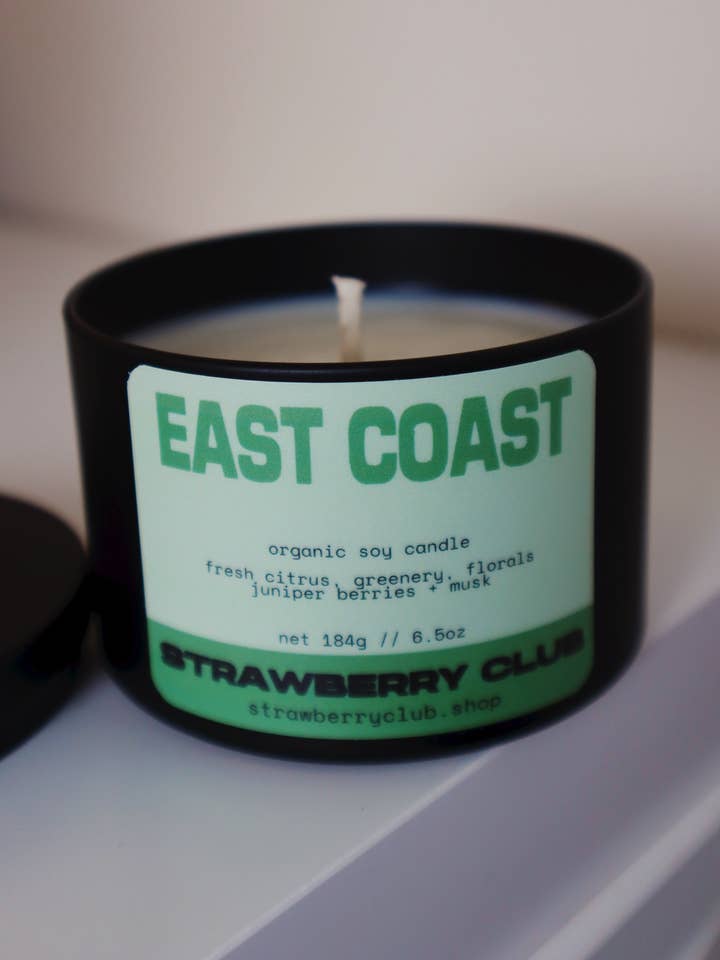 EAST COAST
organic soy candle
fresh citrus, greenery, florals
juniper berries + musk
net 184g // 6.5oz
STRAWBERRY CLUB
strawberryclub.shop